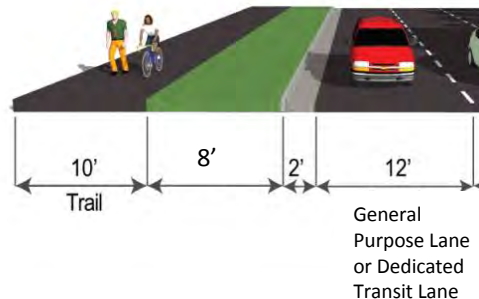 10’
8’
2’
12’
Trail
General
Purpose Lane
or Dedicated
Transit Lane